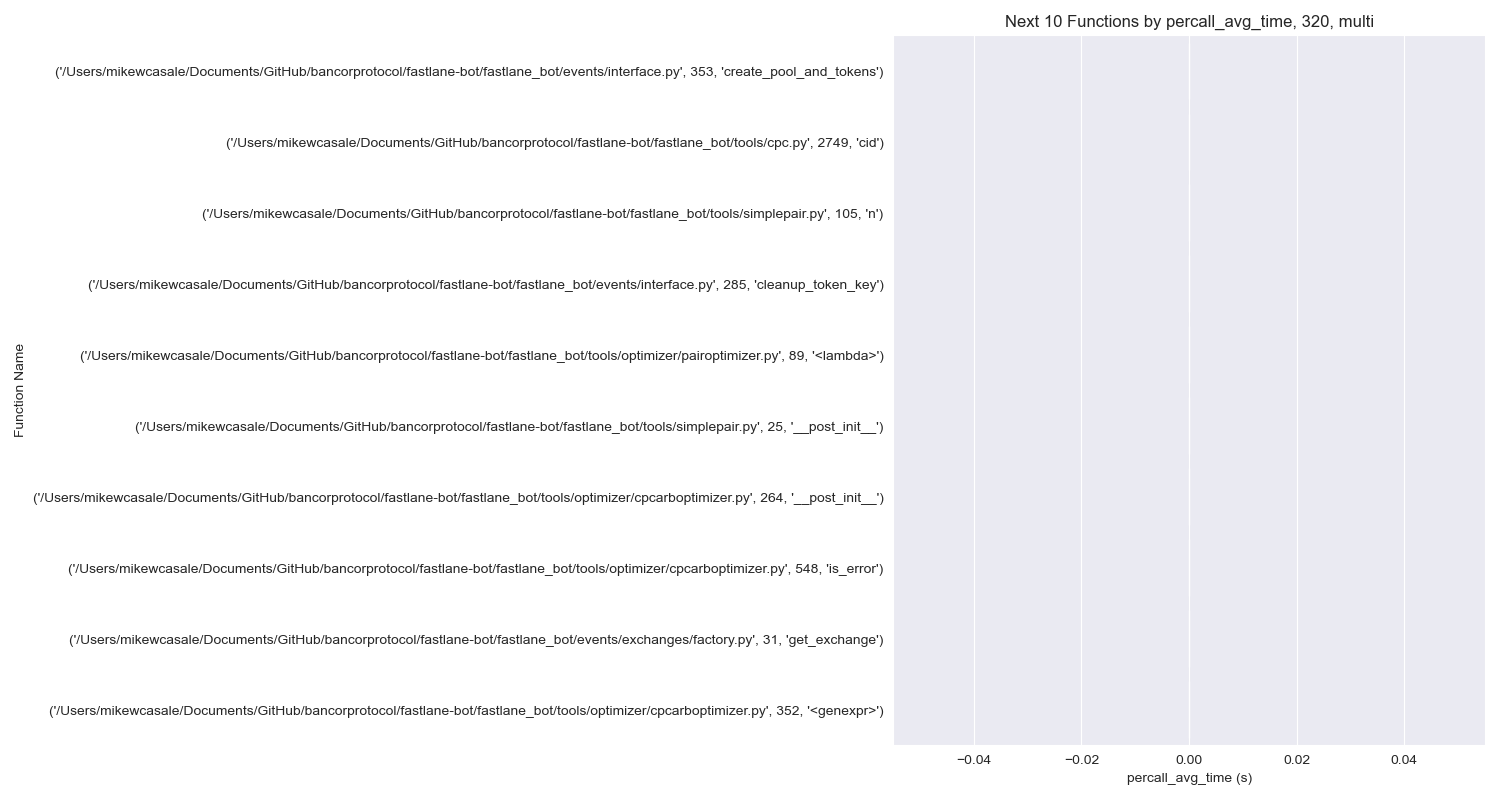 Next 10 Functions by percall_avg_time, 320, multi
('/Users/mikewcasale/Documents/GitHub/bancorprotocol/fastlane-bot/fastlane_bot/events/interface.py', 353, 'create_pool_and_tokens')
('/Users/mikewcasale/Documents/GitHub/bancorprotocol/fastlane-bot/fastlane_bot/tools/cpc.py', 2749, 'cid')
('/Users/mikewcasale/Documents/GitHub/bancorprotocol/fastlane-bot/fastlane_bot/tools/simplepair.py', 105, 'n')
('/Users/mikewcasale/Documents/GitHub/bancorprotocol/fastlane-bot/fastlane_bot/events/interface.py', 285, 'cleanup_token_key')
('/Users/mikewcasale/Documents/GitHub/bancorprotocol/fastlane-bot/fastlane_bot/tools/optimizer/pairoptimizer.py', 89, '<lambda>')
('/Users/mikewcasale/Documents/GitHub/bancorprotocol/fastlane-bot/fastlane_bot/tools/simplepair.py', 25, '__post_init__')
('/Users/mikewcasale/Documents/GitHub/bancorprotocol/fastlane-bot/fastlane_bot/tools/optimizer/cpcarboptimizer.py', 264, '__post_init__')
('/Users/mikewcasale/Documents/GitHub/bancorprotocol/fastlane-bot/fastlane_bot/tools/optimizer/cpcarboptimizer.py', 548, 'is_error')
('/Users/mikewcasale/Documents/GitHub/bancorprotocol/fastlane-bot/fastlane_bot/events/exchanges/factory.py', 31, 'get_exchange')
('/Users/mikewcasale/Documents/GitHub/bancorprotocol/fastlane-bot/fastlane_bot/tools/optimizer/cpcarboptimizer.py', 352, '<genexpr>')
Function Name
−0.04 −0.02 0.00 0.02 0.04
percall_avg_time (s)